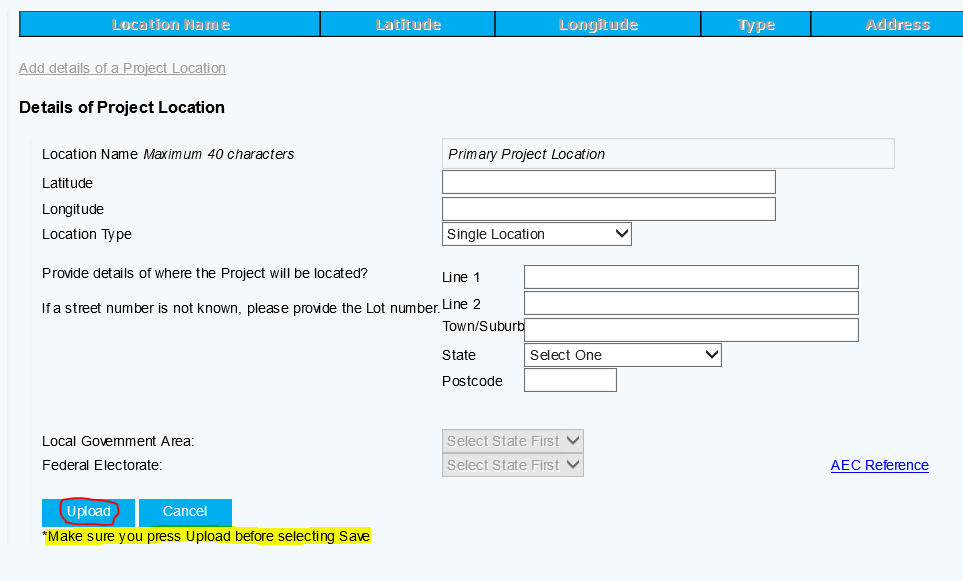 Location Name Latitude Longitude Type Address
Add details of a Project Location
Details of Project Location
Location Name Maximum 40 characters Primary Project Location
Latitude
Longitude
Location Type Single Location
Provide details of where the Project will be located? Line 1
If a street number is not known, please provide the Lot number. Line 2
Town/Suburb
State Select One
Postcode
Local Government Area: Select State First
Federal Electorate: Select State First AEC Reference
Upload Cancel
*Make sure you press Upload before selecting Save